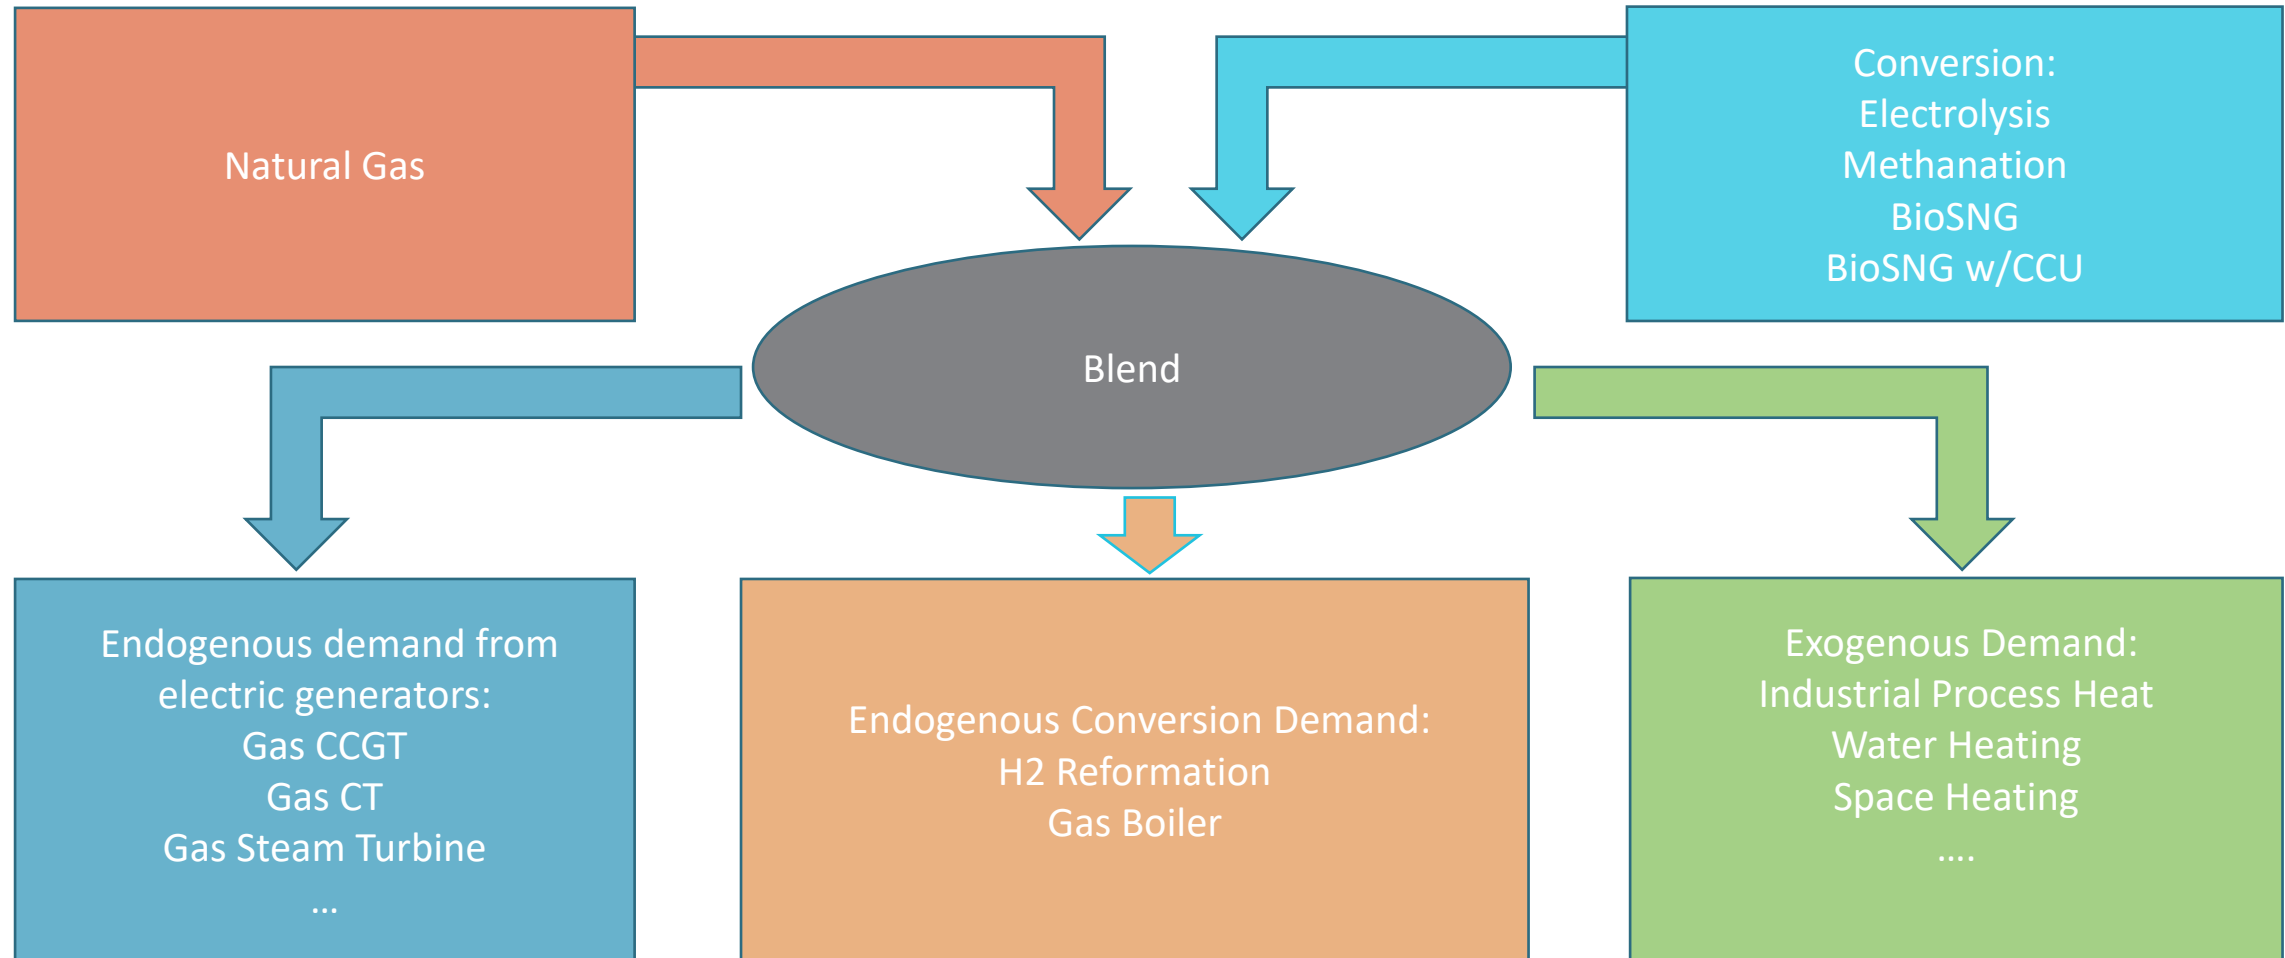 Natural Gas
Conversion:
Electrolysis
Methanation
BioSNG
BioSNG w/CCU
Blend
Endogenous demand from
electric generators:
Gas CCGT
Gas CT
Gas Steam Turbine
...
Endogenous Conversion Demand:
H2 Reformation
Gas Boiler
Exogenous Demand:
Industrial Process Heat
Water Heating
Space Heating
....